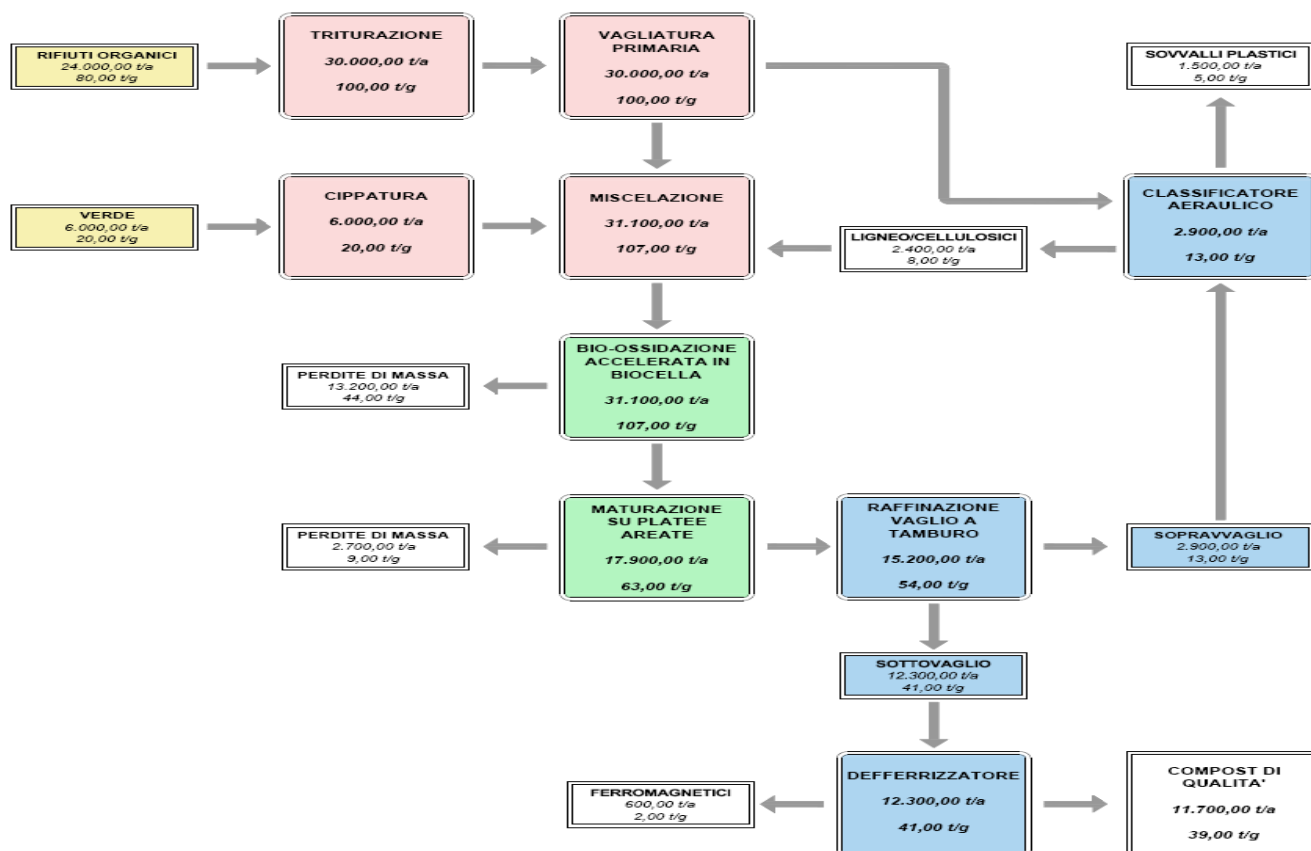 RIFIUTI ORGANICI
24.000,00 t/a
80,00 t/g
TRITURAZIONE
30.000,00 t/a
100,00 t/g
VAGLIATURA
PRIMARIA
30.000,00 t/a
100,00 t/g
SOVVALLI PLASTICI
1.500,00 t/a
5,00 t/g
VERDE
6.000,00 t/a
20,00 t/g
CIPPATURA
6.000,00 t/a
20,00 t/g
MISCELAZIONE
31.100,00 t/a
107,00 t/g
LIGNEO/CELLULOSICI
2.400,00 t/a
8,00 t/g
CLASSIFICATORE
AERAULICO
2.900,00 t/a
13,00 t/g
PERDITE DI MASSA
13.200,00 t/a
44,00 t/g
BIO-OSSIDAZIONE
ACCELERATA IN
BIOCELLA
31.100,00 t/a
107,00 t/g
PERDITE DI MASSA
2.700,00 t/a
9,00 t/g
MATURAZIONE
SU PLATEE
AREATE
17.900,00 t/a
63,00 t/g
RAFFINAZIONE
VAGLIO A
TAMBURO
15.200,00 t/a
54,00 t/g
SOPRAVVAGLIO
2.900,00 t/a
13,00 t/g
SOTTOVAGLIO
12.300,00 t/a
41,00 t/g
FERROMAGNETICI
600,00 t/a
2,00 t/g
DEFFERRIZZATORE
12.300,00 t/a
41,00 t/g
COMPOST DI
QUALITA'
11.700,00 t/a
39,00 t/g